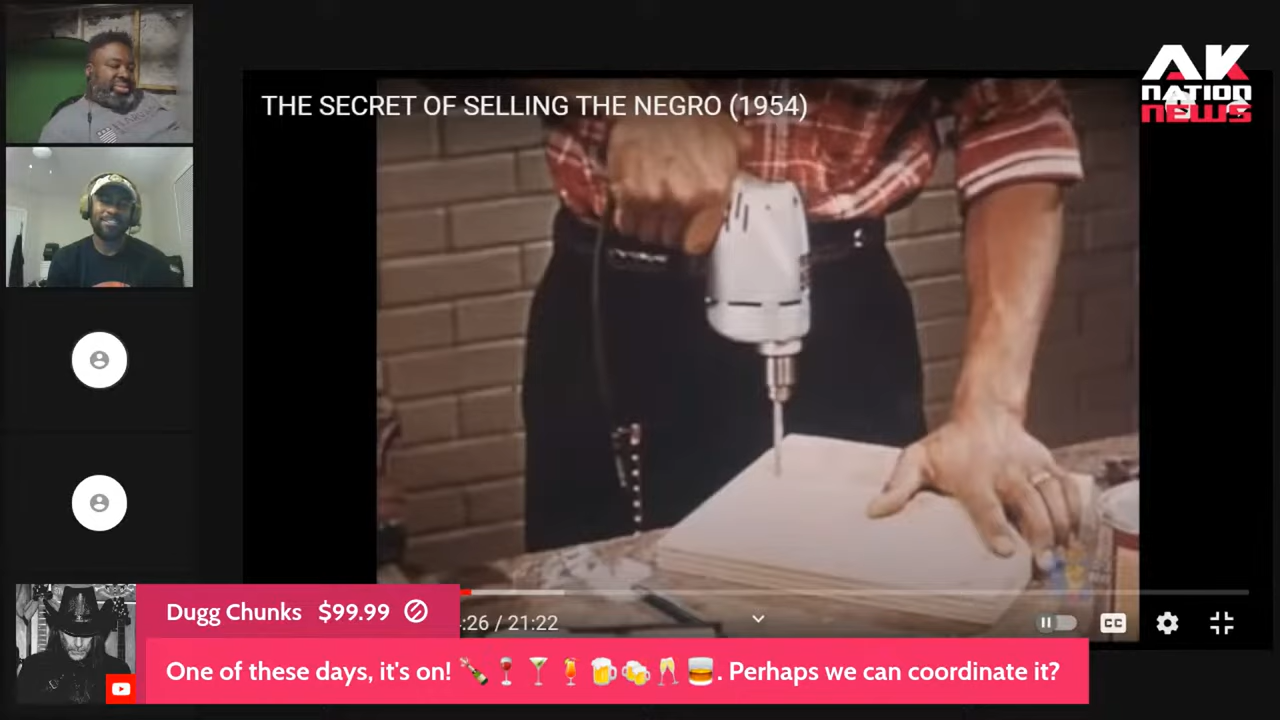 THE SECRET OF SELLING THE NEGRO (1954)
AK
NATION
NEWS
:26 / 21:22
CC
Dugg Chunks $99.99
One of these days, it's on! 🍾🍷🍸🍹🍺🍻🥂🥃. Perhaps we can coordinate it?